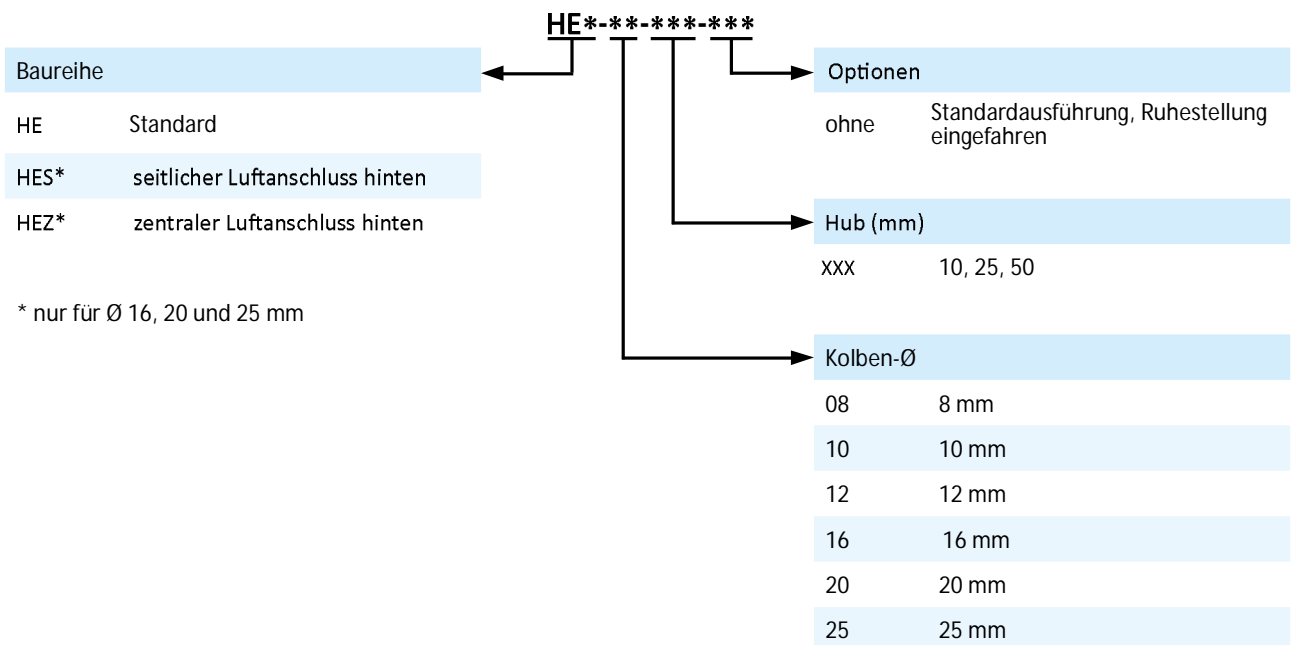 HE*-**-***-***
Baureihe
HE Standard
HES* seitlicher Luftanschluss hinten
HEZ* zentraler Luftanschluss hinten
* nur für Ø 16, 20 und 25 mm
Optionen
ohne Standardausführung, Ruhestellung
eingefahren
Hub (mm)
xxx 10, 25, 50
Kolben-Ø
08 8 mm
10 10 mm
12 12 mm
16 16 mm
20 20 mm
25 25 mm